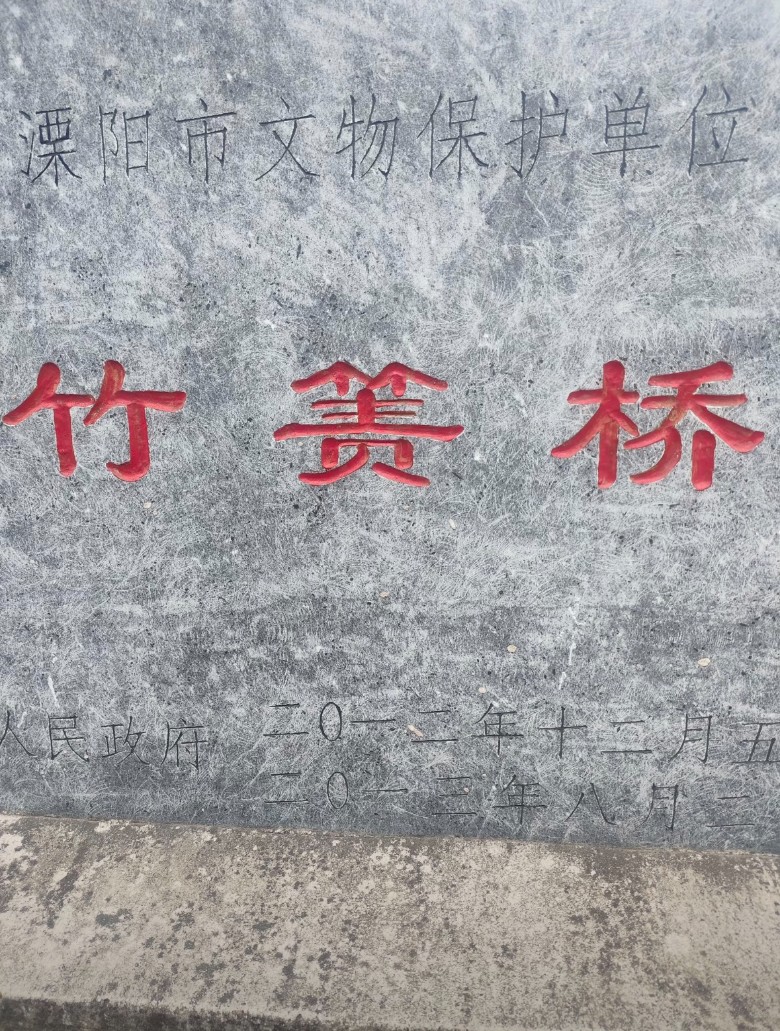 溧阳市文物保护单位
竹箦桥
人民政府 二〇一二年十二月五
二〇一三年八月二